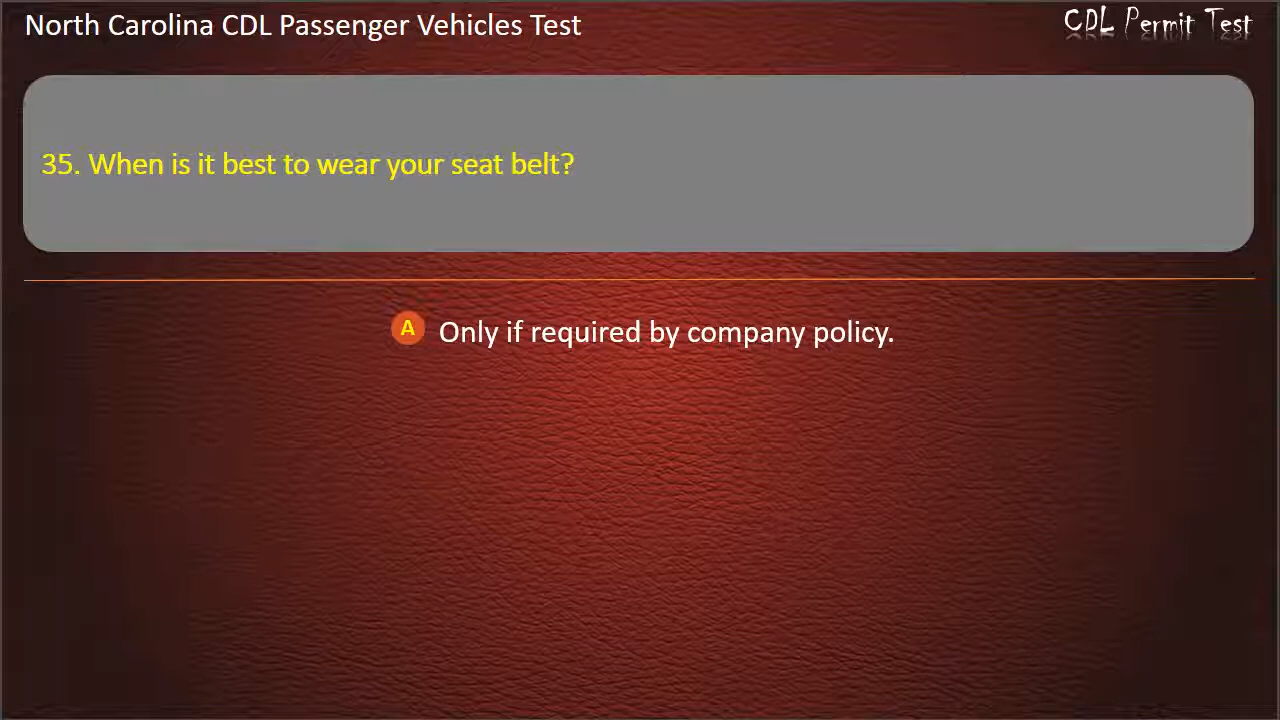 North Carolina CDL Passenger Vehicles Test
CDL Permit Test
35. When is it best to wear your seat belt?
A Only if required by company policy.